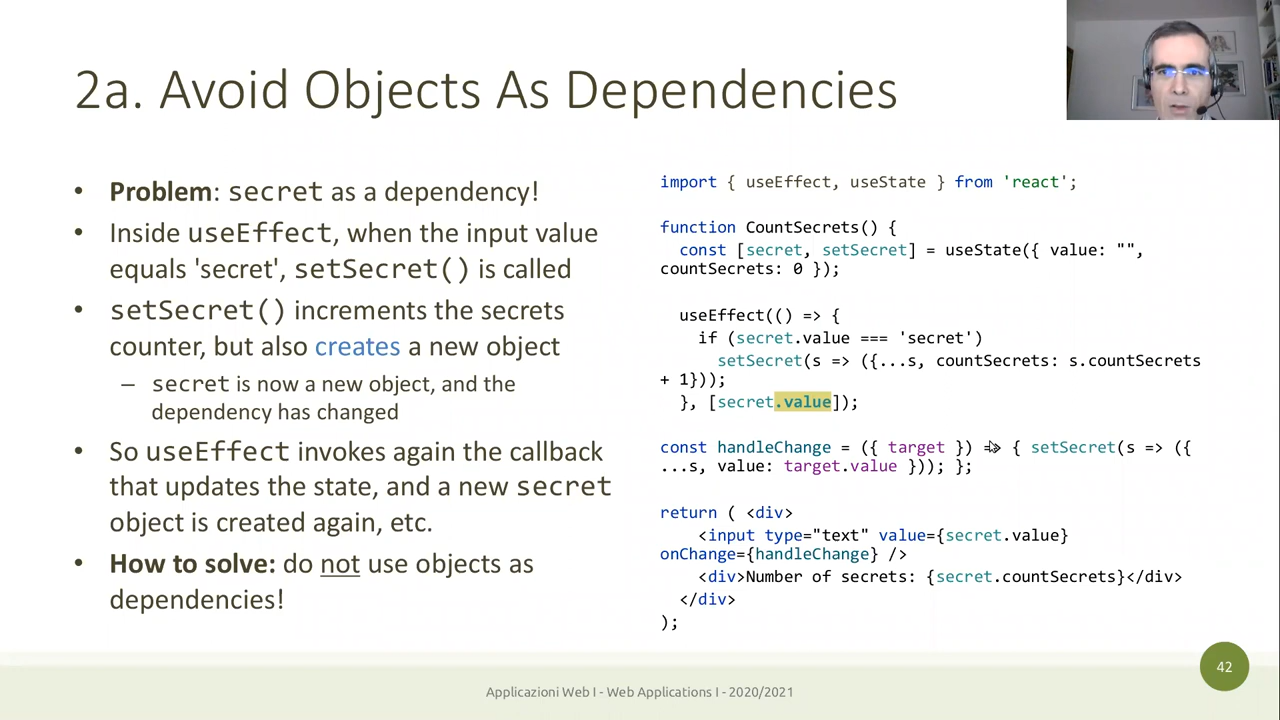 2a. Avoid Objects As Dependencies
• Problem: secret as a dependency!
• Inside useEffect, when the input value
equals 'secret', setSecret() is called
• setSecret() increments the secrets
counter, but also creates a new object
– secret is now a new object, and the
dependency has changed
• So useEffect invokes again the callback
that updates the state, and a new secret
object is created again, etc.
• How to solve: do not use objects as
dependencies!
import { useEffect, useState } from 'react';
function CountSecrets() {
const [secret, setSecret] = useState({ value: "",
countSecrets: 0 });
useEffect(() => {
if (secret.value === 'secret')
setSecret(s => ({...s, countSecrets: s.countSecrets
+ 1}));
}, [secret.value]);
const handleChange = ({ target }) => { setSecret(s => ({
...s, value: target.value })); };
return ( <div>
<input type="text" value={secret.value}
onChange={handleChange} />
<div>Number of secrets: {secret.countSecrets}</div>
</div>
);
Applicazioni Web I - Web Applications I - 2020/2021
42